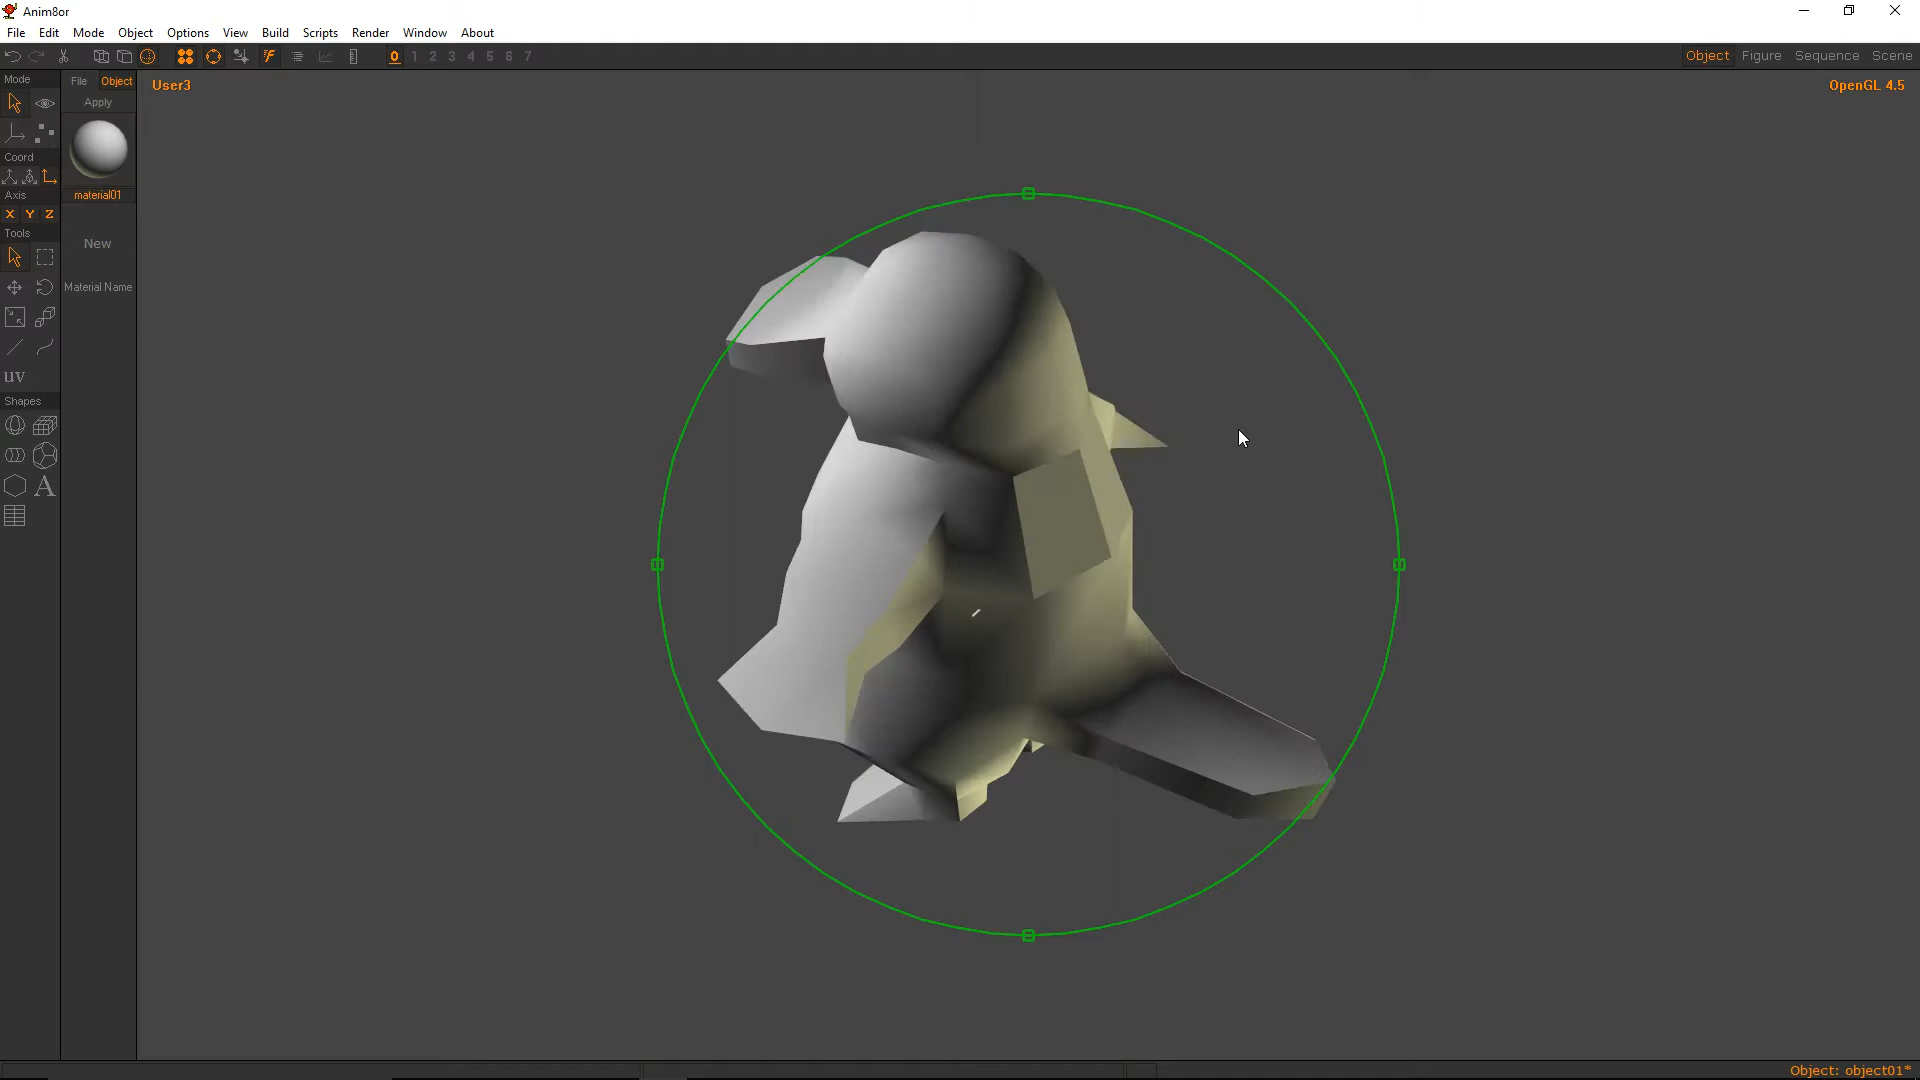 Anim8or
File Edit Mode Object Options View Build Scripts Render Window About
0 1 2 3 4 5 6 7
Object Figure Sequence Scene
Mode
File Object
Apply
User3
OpenGL 4.5
Coord
Axis
X Y Z
material01
Tools
New
Material Name
uv
Shapes
A
Object: object01*